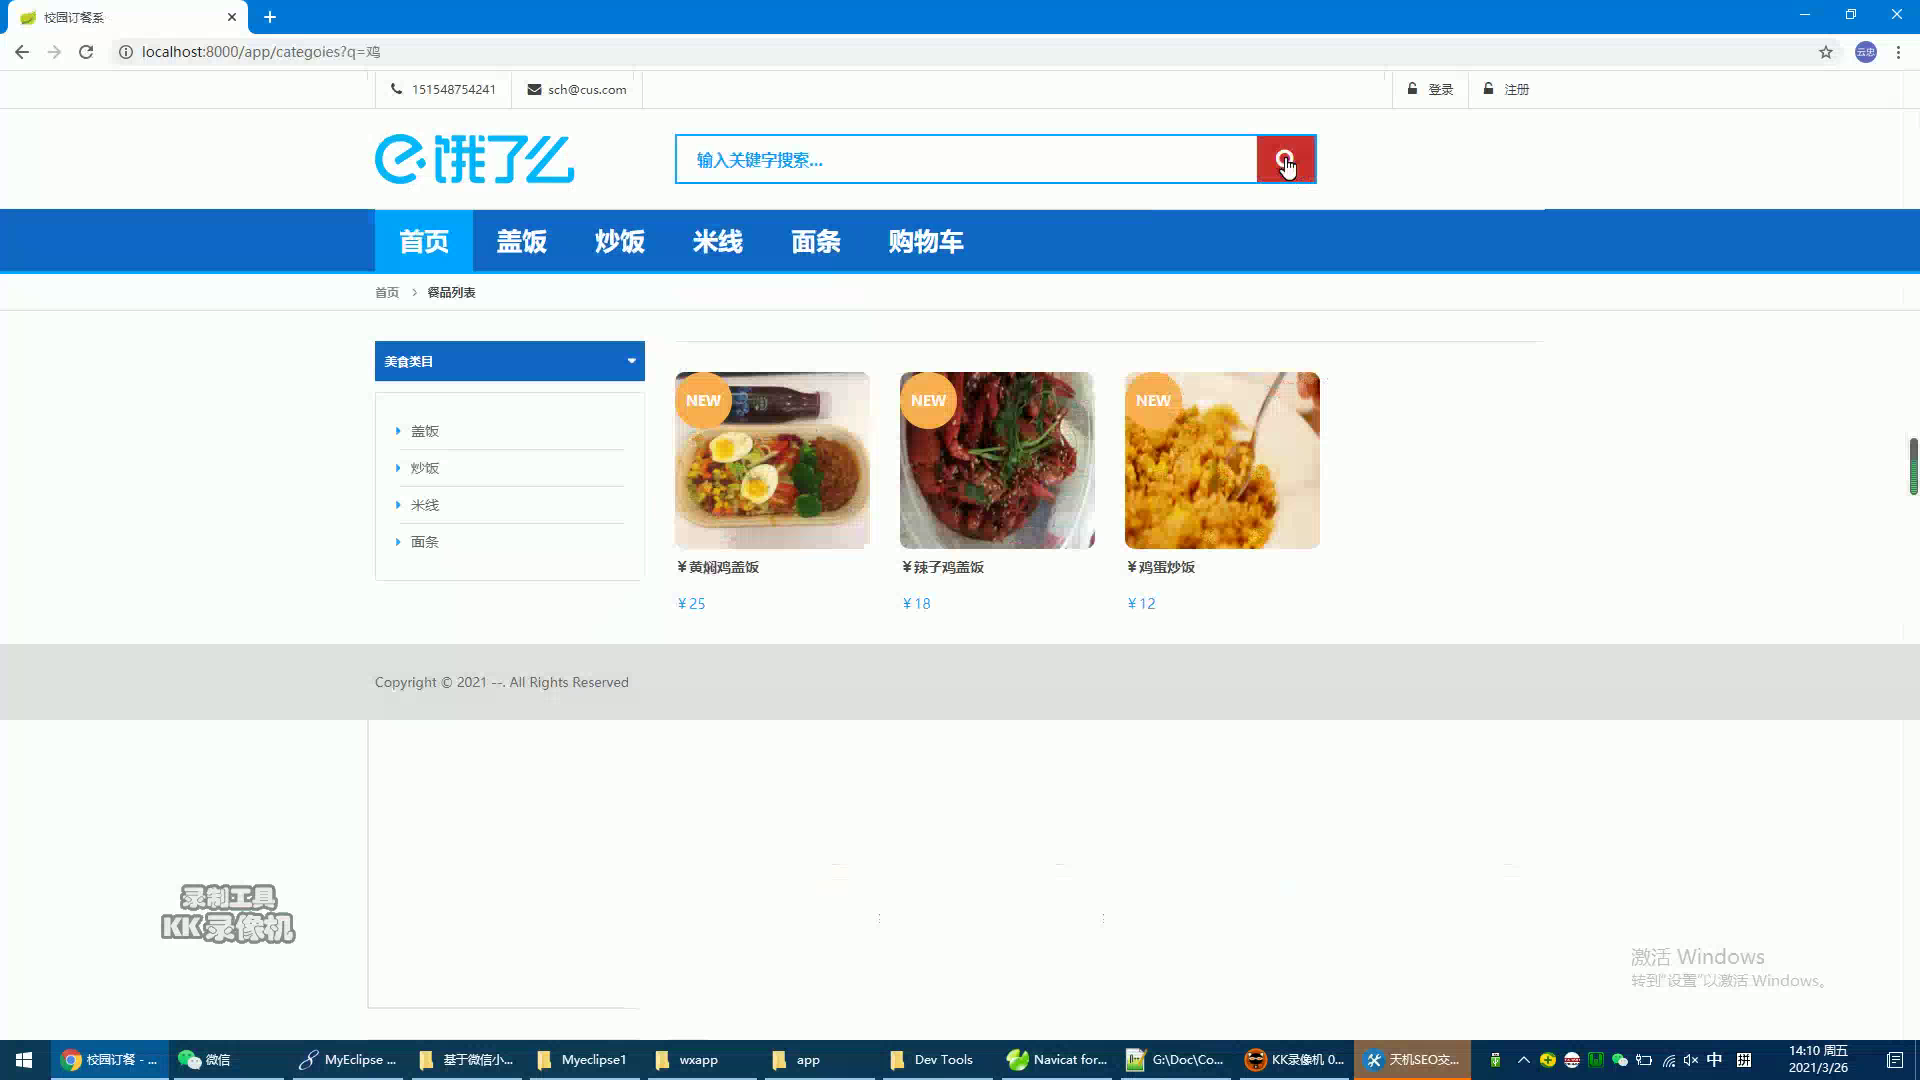 校园订餐系
localhost:8000/app/categoies?q=鸡
云忠
151548754241
sch@cus.com
登录
注册
饿了么
输入关键字搜索...
首页 盖饭 炒饭 米线 面条 购物车
首页 > 餐品列表
美食类目
盖饭
炒饭
米线
面条
NEW
NEW
NEW
¥黄焖鸡盖饭
¥辣子鸡盖饭
¥鸡蛋炒饭
¥25
¥18
¥12
Copyright © 2021 --. All Rights Reserved
录制工具
KK录像机
激活 Windows
转到“设置”以激活 Windows。
校园订餐 - ...
微信
MyEclipse ...
基于微信小...
Myeclipse1
wxapp
app
Dev Tools
Navicat for...
G:\Doc\Co...
KK录像机 0...
天机SEO交...
中
拼
14:10 周五
2021/3/26